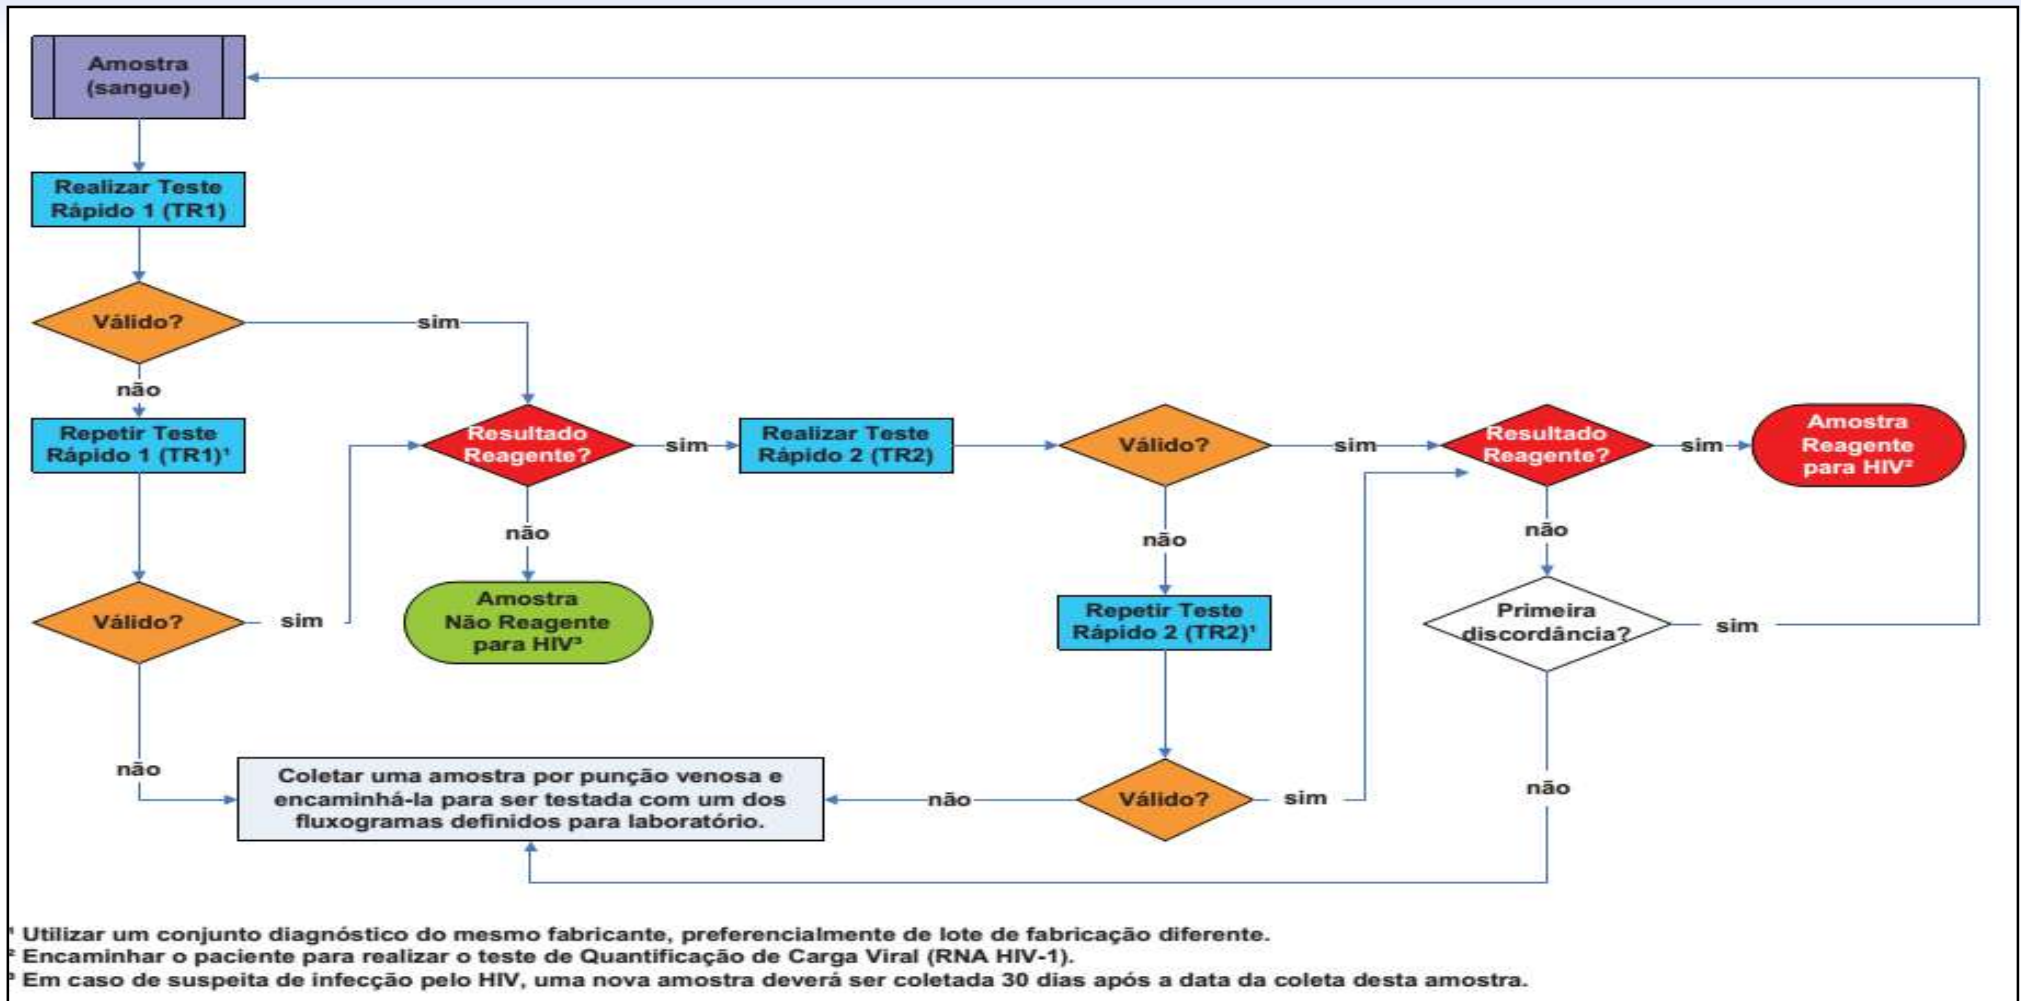 Amostra
(sangue)
Realizar Teste
Rápido 1 (TR1)
Válido?
sim
não
Repetir Teste
Rápido 1 (TR1)¹
Válido?
sim
não
Resultado
Reagente?
sim
não
Amostra
Não Reagente
para HIV³
Realizar Teste
Rápido 2 (TR2)
Válido?
sim
não
Repetir Teste
Rápido 2 (TR2)¹
Válido?
sim
não
Resultado
Reagente?
sim
não
Amostra
Reagente
para HIV²
Primeira
discordância?
sim
não
Coletar uma amostra por punção venosa e
encaminhá-la para ser testada com um dos
fluxogramas definidos para laboratório.
¹ Utilizar um conjunto diagnóstico do mesmo fabricante, preferencialmente de lote de fabricação diferente.
² Encaminhar o paciente para realizar o teste de Quantificação de Carga Viral (RNA HIV-1).
³ Em caso de suspeita de infecção pelo HIV, uma nova amostra deverá ser coletada 30 dias após a data da coleta desta amostra.